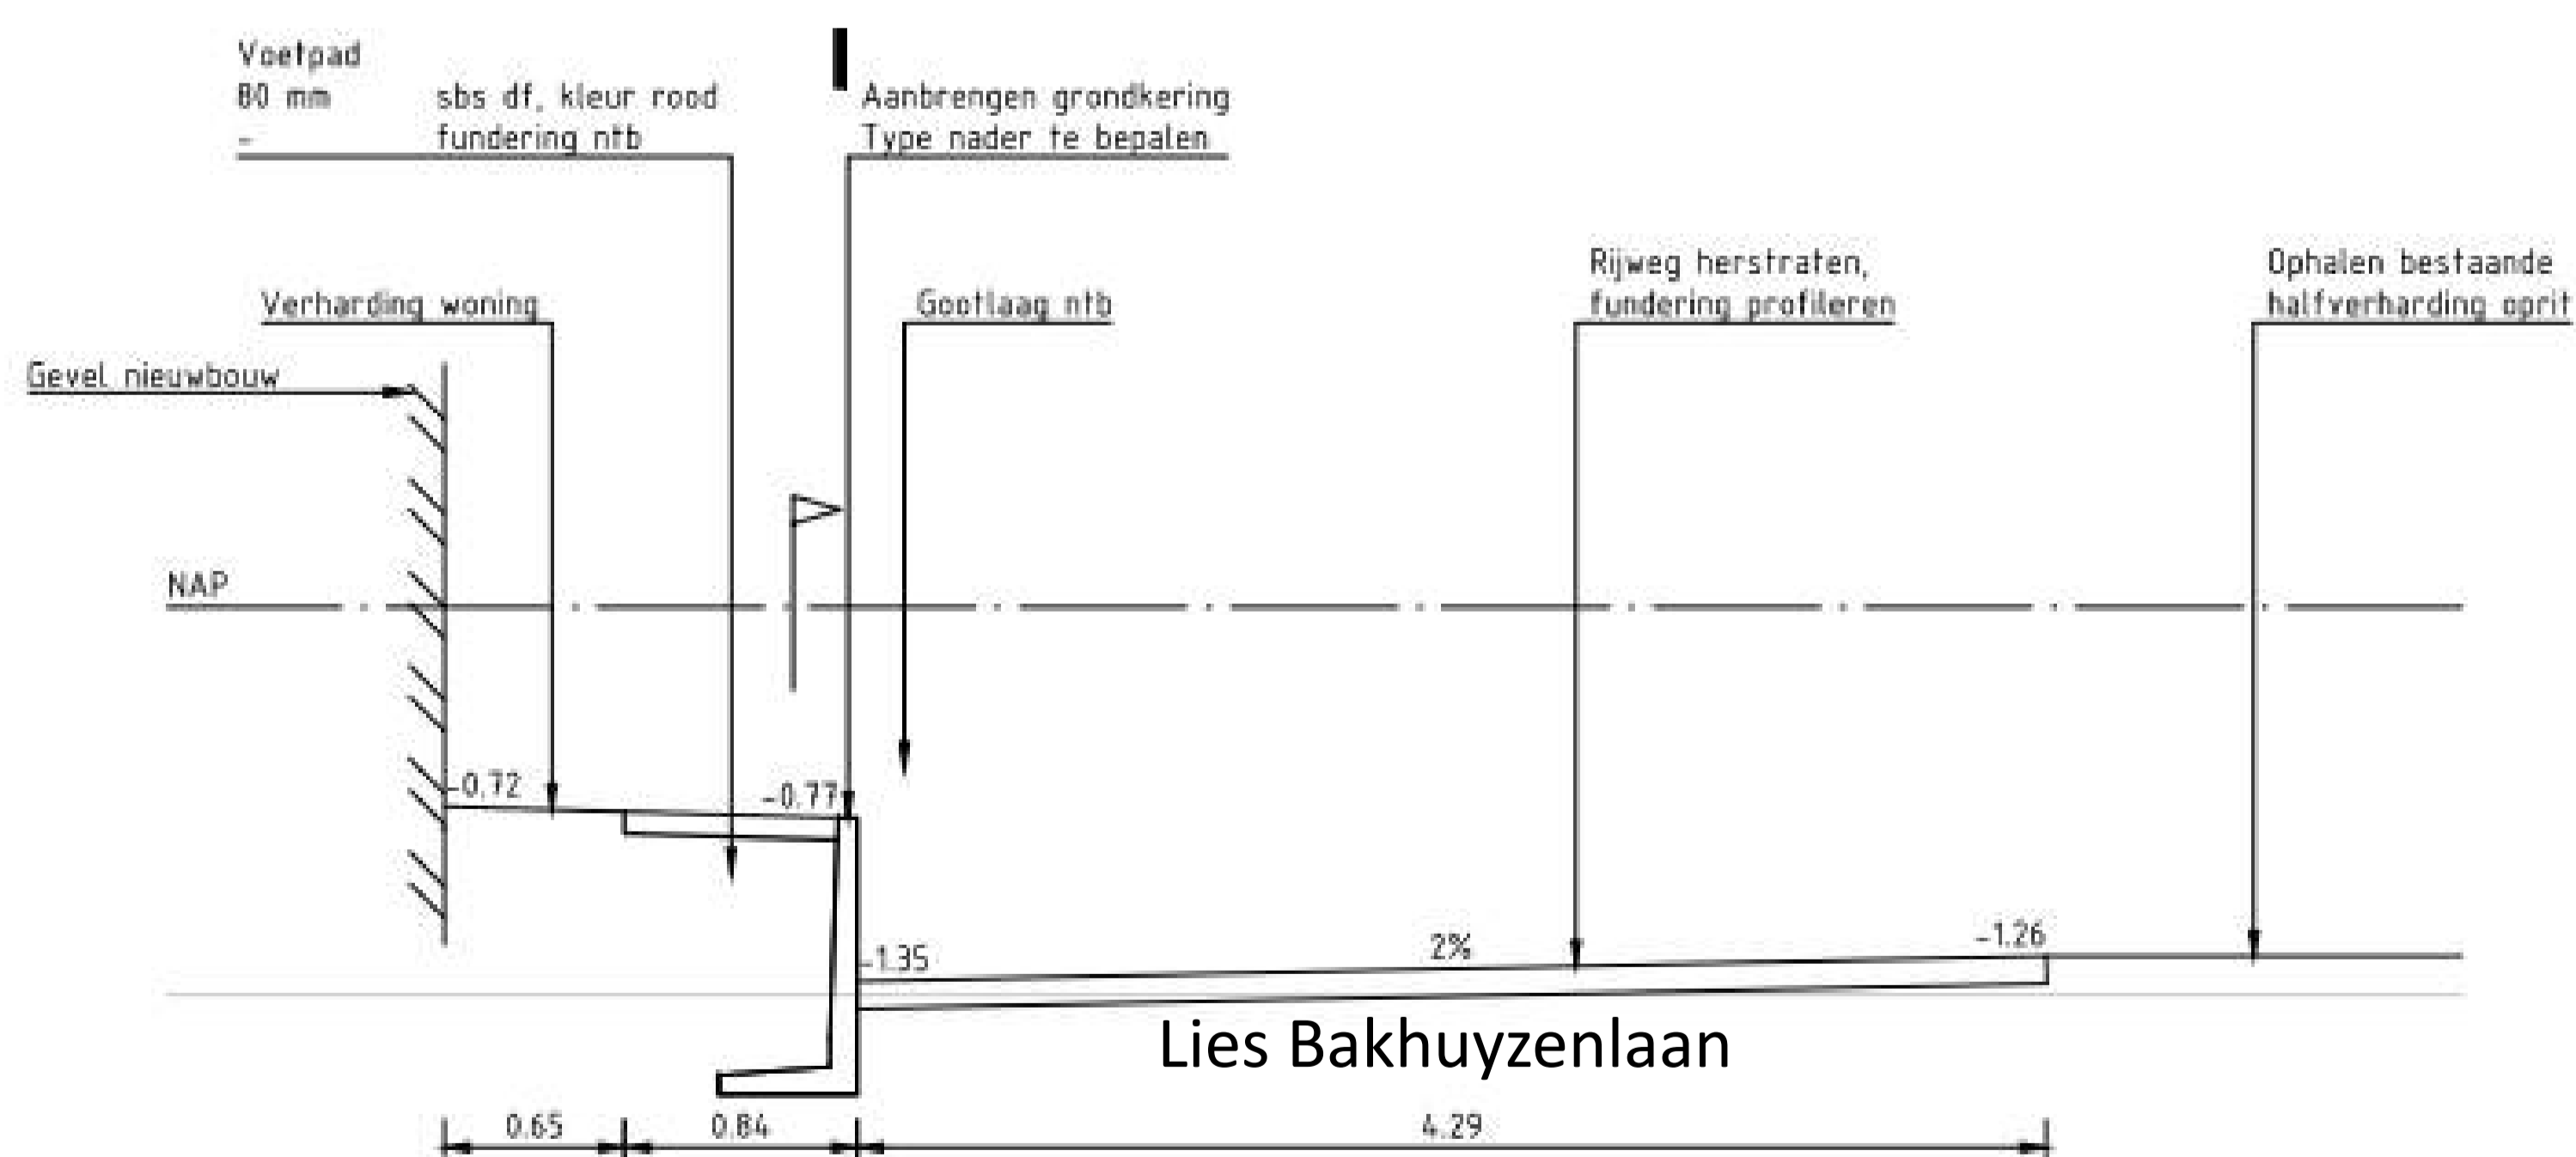 Voetpad
80 mm sbs df, kleur rood
- fundering ntb
Aanbrengen grondkering
Type nader te bepalen
Verharding woning
Gootlaag ntb
Rijweg herstraten,
fundering profileren
Ophalen bestaande
halfverharding oprit
Gevel nieuwbouw
NAP
-0.72
-0.77
-1.35
2%
-1.26
Lies Bakhuyzenlaan
0.65
0.84
4.29